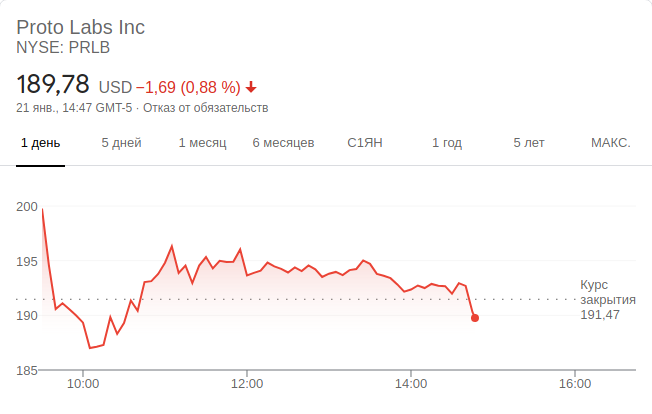 Proto Labs Inc
NYSE: PRLB
189,78 USD −1,69 (0,88 %)
21 янв., 14:47 GMT-5 · Отказ от обязательств
1 день 5 дней 1 месяц 6 месяцев С1ЯН 1 год 5 лет МАКС.
200
195
190
185
Курс
закрытия
191,47
10:00 12:00 14:00 16:00